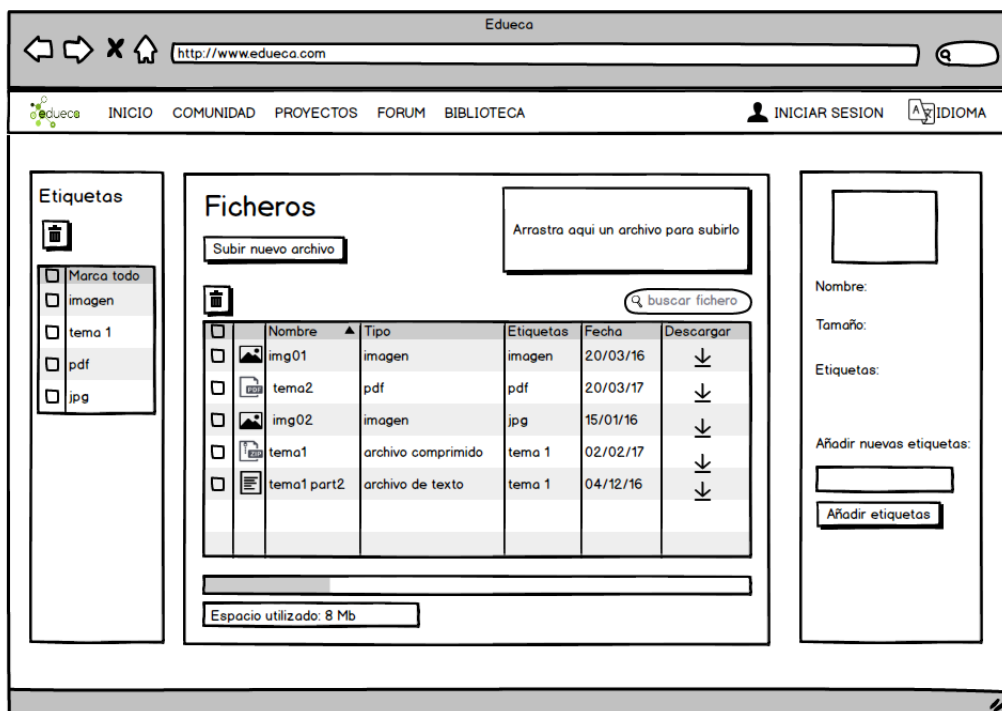 Edueca
http://www.edueca.com
edueca INICIO COMUNIDAD PROYECTOS FORUM BIBLIOTECA INICIAR SESION IDIOMA
Etiquetas
Marca todo
imagen
tema 1
pdf
jpg
Ficheros
Subir nuevo archivo
Arrastra aqui un archivo para subirlo
buscar fichero
Nombre Tipo Etiquetas Fecha Descargar
img01 imagen imagen 20/03/16
PDF tema2 pdf pdf 20/03/17
img02 imagen jpg 15/01/16
ZIP tema1 archivo comprimido tema 1 02/02/17
tema1 part2 archivo de texto tema 1 04/12/16
Espacio utilizado: 8 Mb
Nombre:
Tamaño:
Etiquetas:
Añadir nuevas etiquetas:
Añadir etiquetas